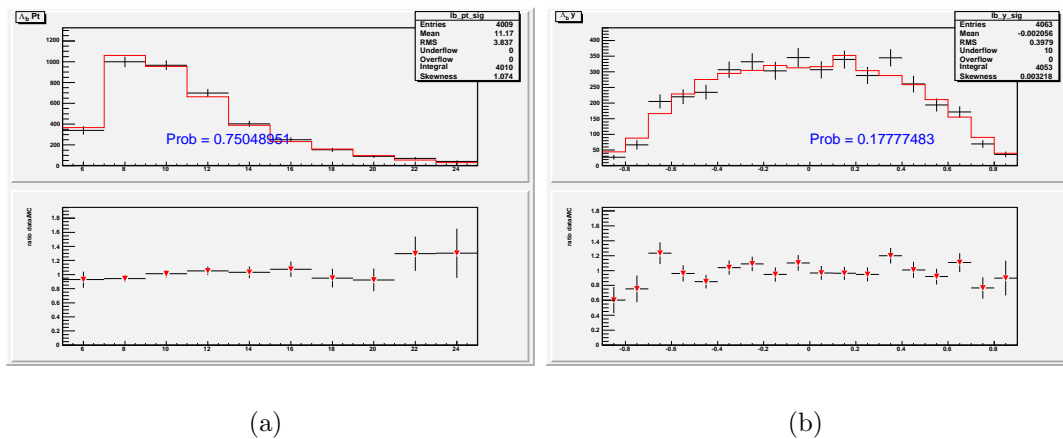 Λb Pt
lb_pt_sig
Entries 4009
Mean 11.17
RMS 3.837
Underflow 0
Overflow 0
Integral 4010
Skewness 1.074
1200
1000
800
600
400
200
0
Prob = 0.75048951
6 8 10 12 14 16 18 20 22 24
ratio data/MC
1.8
1.6
1.4
1.2
1
0.8
0.6
0.4
0.2
0
6 8 10 12 14 16 18 20 22 24
(a)
Λb y
lb_y_sig
Entries 4063
Mean -0.002056
RMS 0.3979
Underflow 10
Overflow 0
Integral 4053
Skewness 0.003218
400
350
300
250
200
150
100
50
0
Prob = 0.17777483
-0.8 -0.6 -0.4 -0.2 0 0.2 0.4 0.6 0.8
ratio data/MC
1.8
1.6
1.4
1.2
1
0.8
0.6
0.4
0.2
0
-0.8 -0.6 -0.4 -0.2 0 0.2 0.4 0.6 0.8
(b)